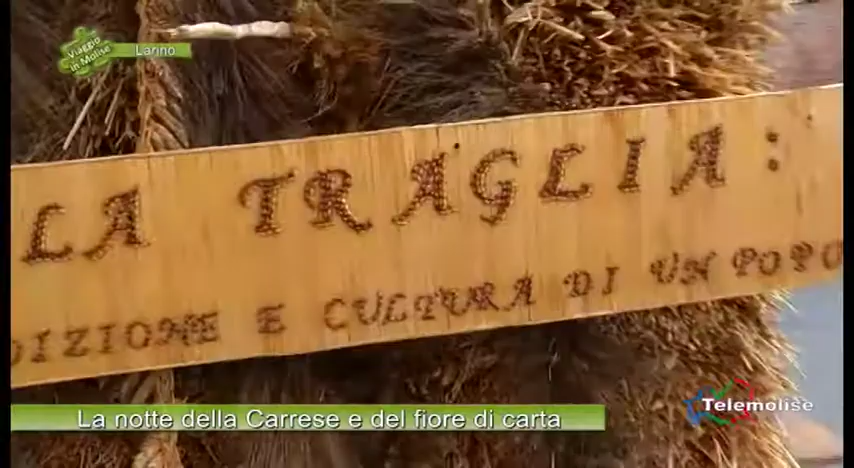 Viaggio
in Molise
Larino
LA TRAGLIA:
DIZIONE E CULTURA DI UN POPO
La notte della Carrese e del fiore di carta
Telemolise